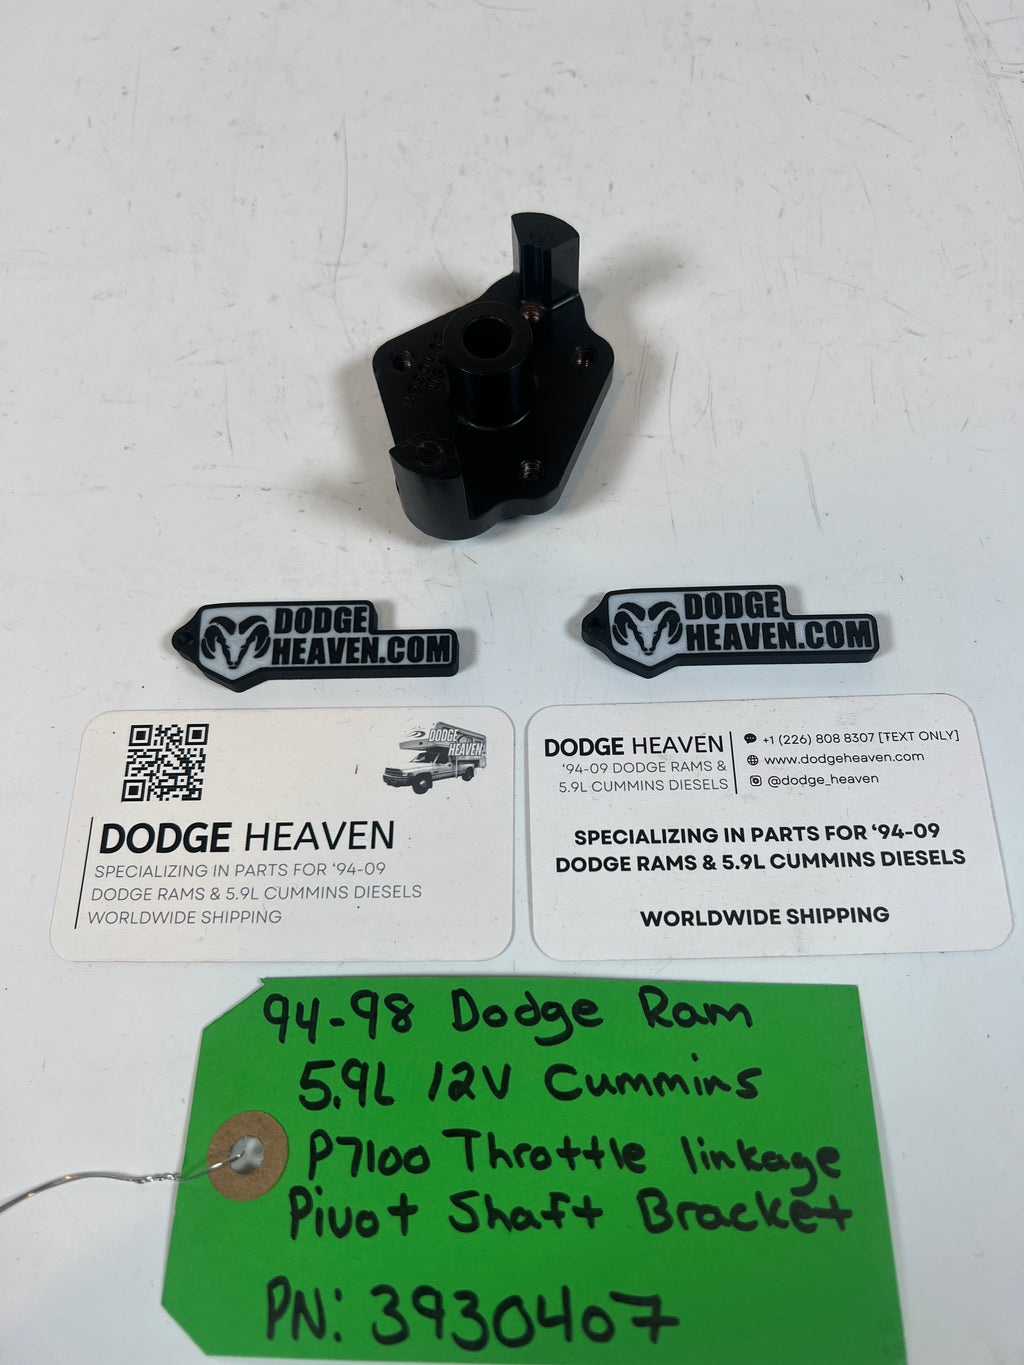 DODGE
HEAVEN.COM
DODGE
HEAVEN.COM
DODGE
HEAVEN
DODGE HEAVEN
SPECIALIZING IN PARTS FOR ‘94-09
DODGE RAMS & 5.9L CUMMINS DIESELS
WORLDWIDE SHIPPING
DODGE HEAVEN
‘94-09 DODGE RAMS &
5.9L CUMMINS DIESELS
+1 (226) 808 8307 [TEXT ONLY]
www.dodgeheaven.com
@dodge_heaven
SPECIALIZING IN PARTS FOR ‘94-09
DODGE RAMS & 5.9L CUMMINS DIESELS
WORLDWIDE SHIPPING
94-98 Dodge Ram
5.9L 12V Cummins
P7100 Throttle linkage
Pivot Shaft Bracket
PN: 3930407